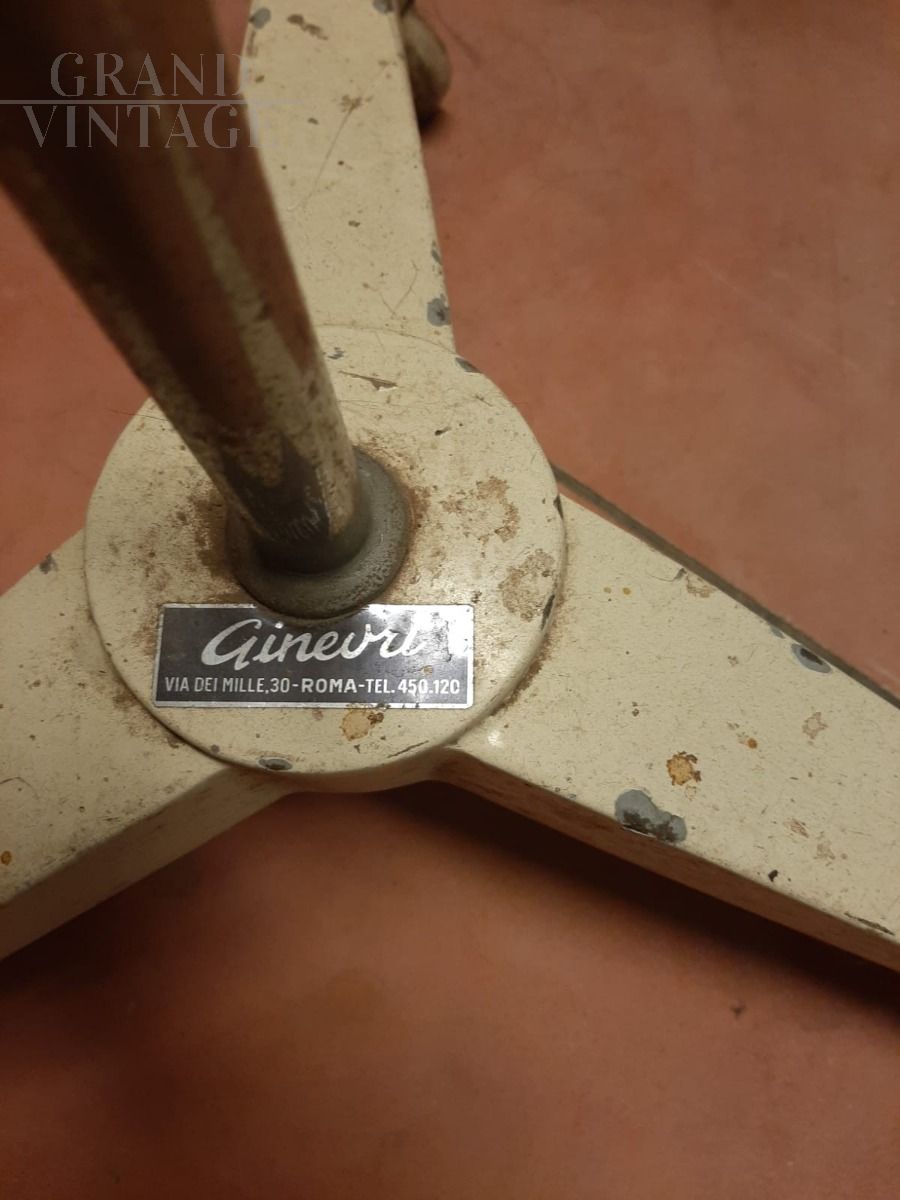 GRAND
VINTAGE
Ginevri
VIA DEI MILLE,30-ROMA-TEL.450.120